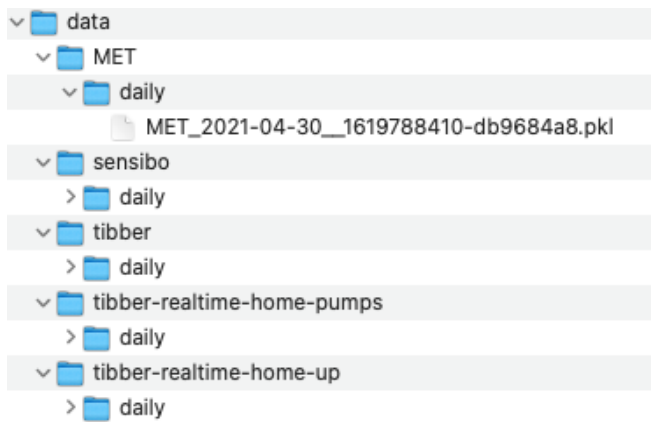 data
MET
daily
MET_2021-04-30__1619788410-db9684a8.pkl
sensibo
daily
tibber
daily
tibber-realtime-home-pumps
daily
tibber-realtime-home-up
daily